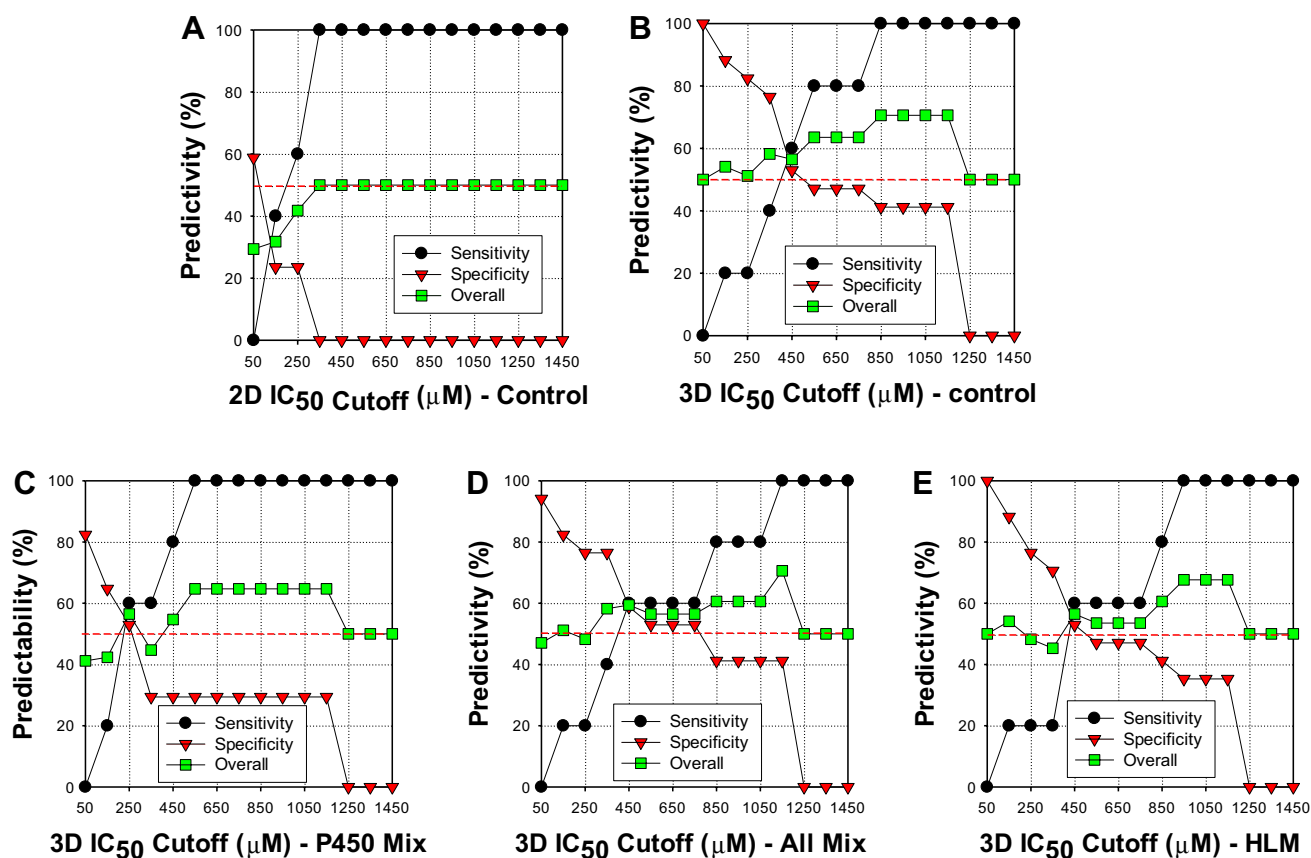 A
Predictivity (%)
100
80
60
40
20
0
Sensitivity
Specificity
Overall
50 250 450 650 850 1050 1250 1450
2D IC50 Cutoff (μM) - Control
B
Predictivity (%)
100
80
60
40
20
0
Sensitivity
Specificity
Overall
50 250 450 650 850 1050 1250 1450
3D IC50 Cutoff (μM) - control
C
Predictability (%)
100
80
60
40
20
0
Sensitivity
Specificity
Overall
50 250 450 650 850 1050 1250 1450
3D IC50 Cutoff (μM) - P450 Mix
D
Predictivity (%)
100
80
60
40
20
0
Sensitivity
Specificity
Overall
50 250 450 650 850 1050 1250 1450
3D IC50 Cutoff (μM) - All Mix
E
Predictivity (%)
100
80
60
40
20
0
Sensitivity
Specificity
Overall
50 250 450 650 850 1050 1250 1450
3D IC50 Cutoff (μM) - HLM